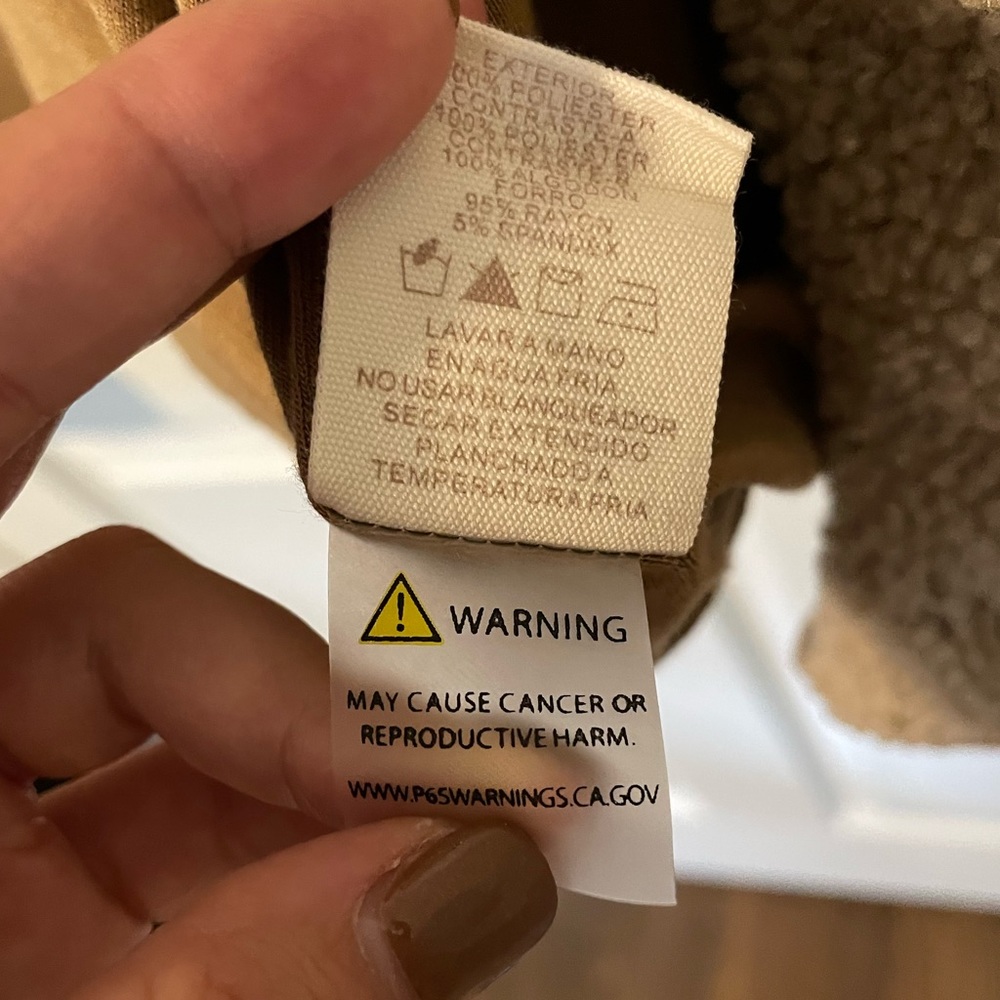 EXTERIOR
100% POLIESTER
CONTRASTE A
100% POLIESTER
CONTRASTE B
100% ALGODON
FORRO
95% RAYON
5% SPANDEX
LAVAR A MANO
EN AGUA FRIA
NO USAR BLANQUEADOR
SECAR EXTENDIDO
PLANCHADO A
TEMPERATURA FRIA
WARNING
MAY CAUSE CANCER OR
REPRODUCTIVE HARM.
WWW.P65WARNINGS.CA.GOV